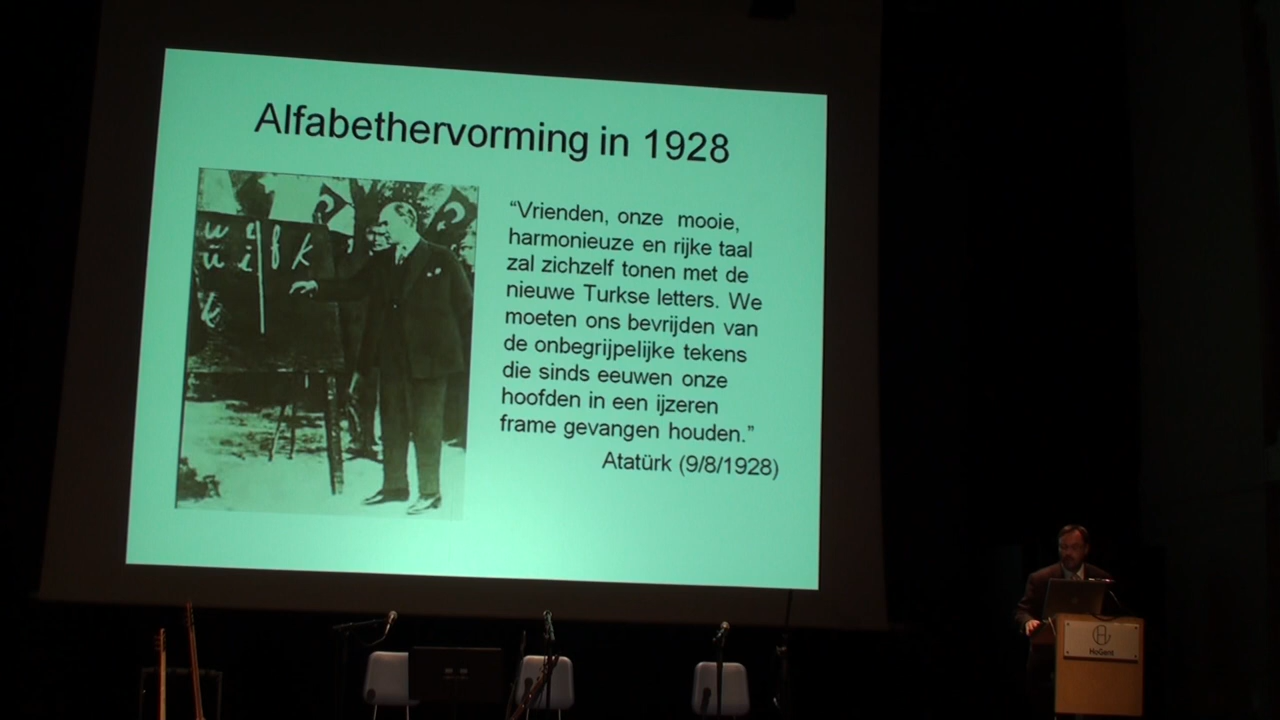 Alfabethervorming in 1928
“Vrienden, onze mooie,
harmonieuze en rijke taal
zal zichzelf tonen met de
nieuwe Turkse letters. We
moeten ons bevrijden van
de onbegrijpelijke tekens
die sinds eeuwen onze
hoofden in een ijzeren
frame gevangen houden.”
Atatürk (9/8/1928)
HoGent